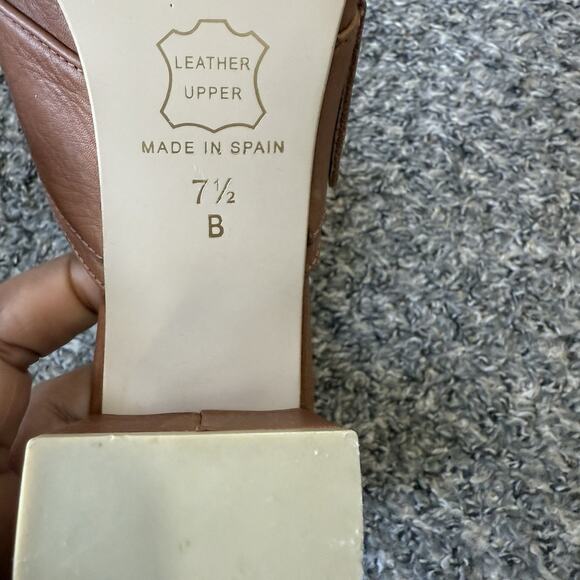 LEATHER
UPPER
MADE IN SPAIN
7½
B